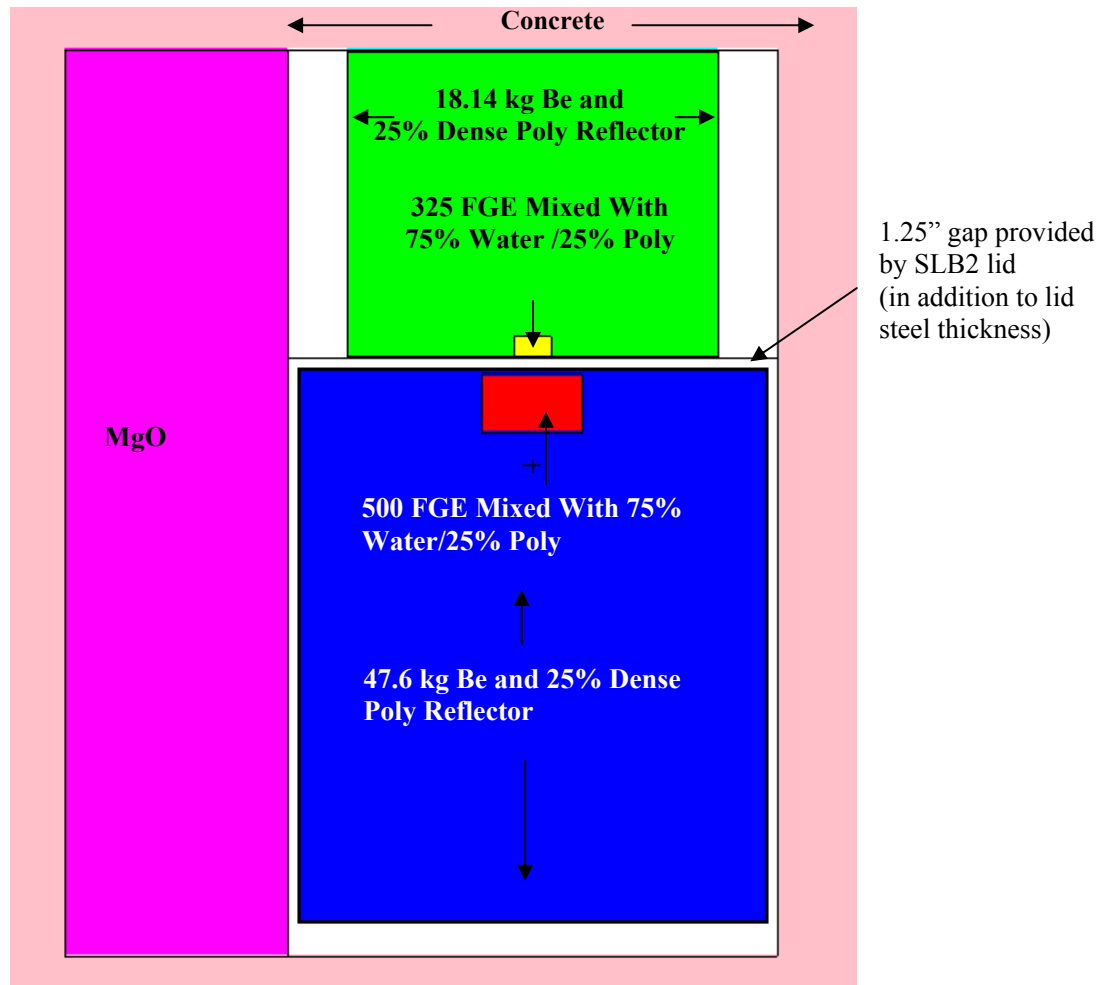 Concrete
18.14 kg Be and
25% Dense Poly Reflector
325 FGE Mixed With
75% Water /25% Poly
1.25” gap provided
by SLB2 lid
(in addition to lid
steel thickness)
MgO
500 FGE Mixed With 75%
Water/25% Poly
47.6 kg Be and 25% Dense
Poly Reflector